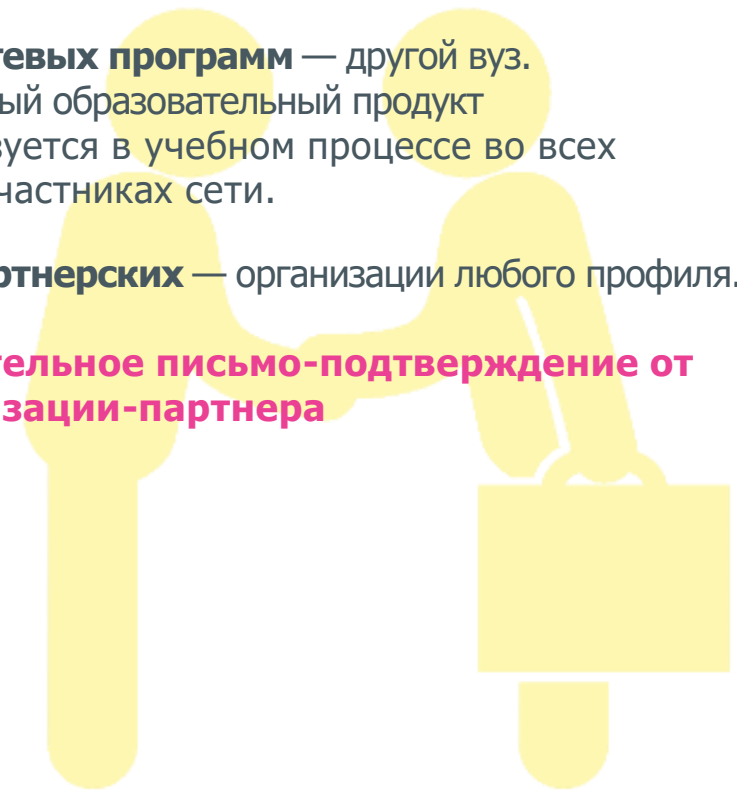 тевых программ — другой вуз.
ый образовательный продукт
зуется в учебном процессе во всех
частниках сети.
ртнерских — организации любого профиля.
тельное письмо-подтверждение от
изации-партнера